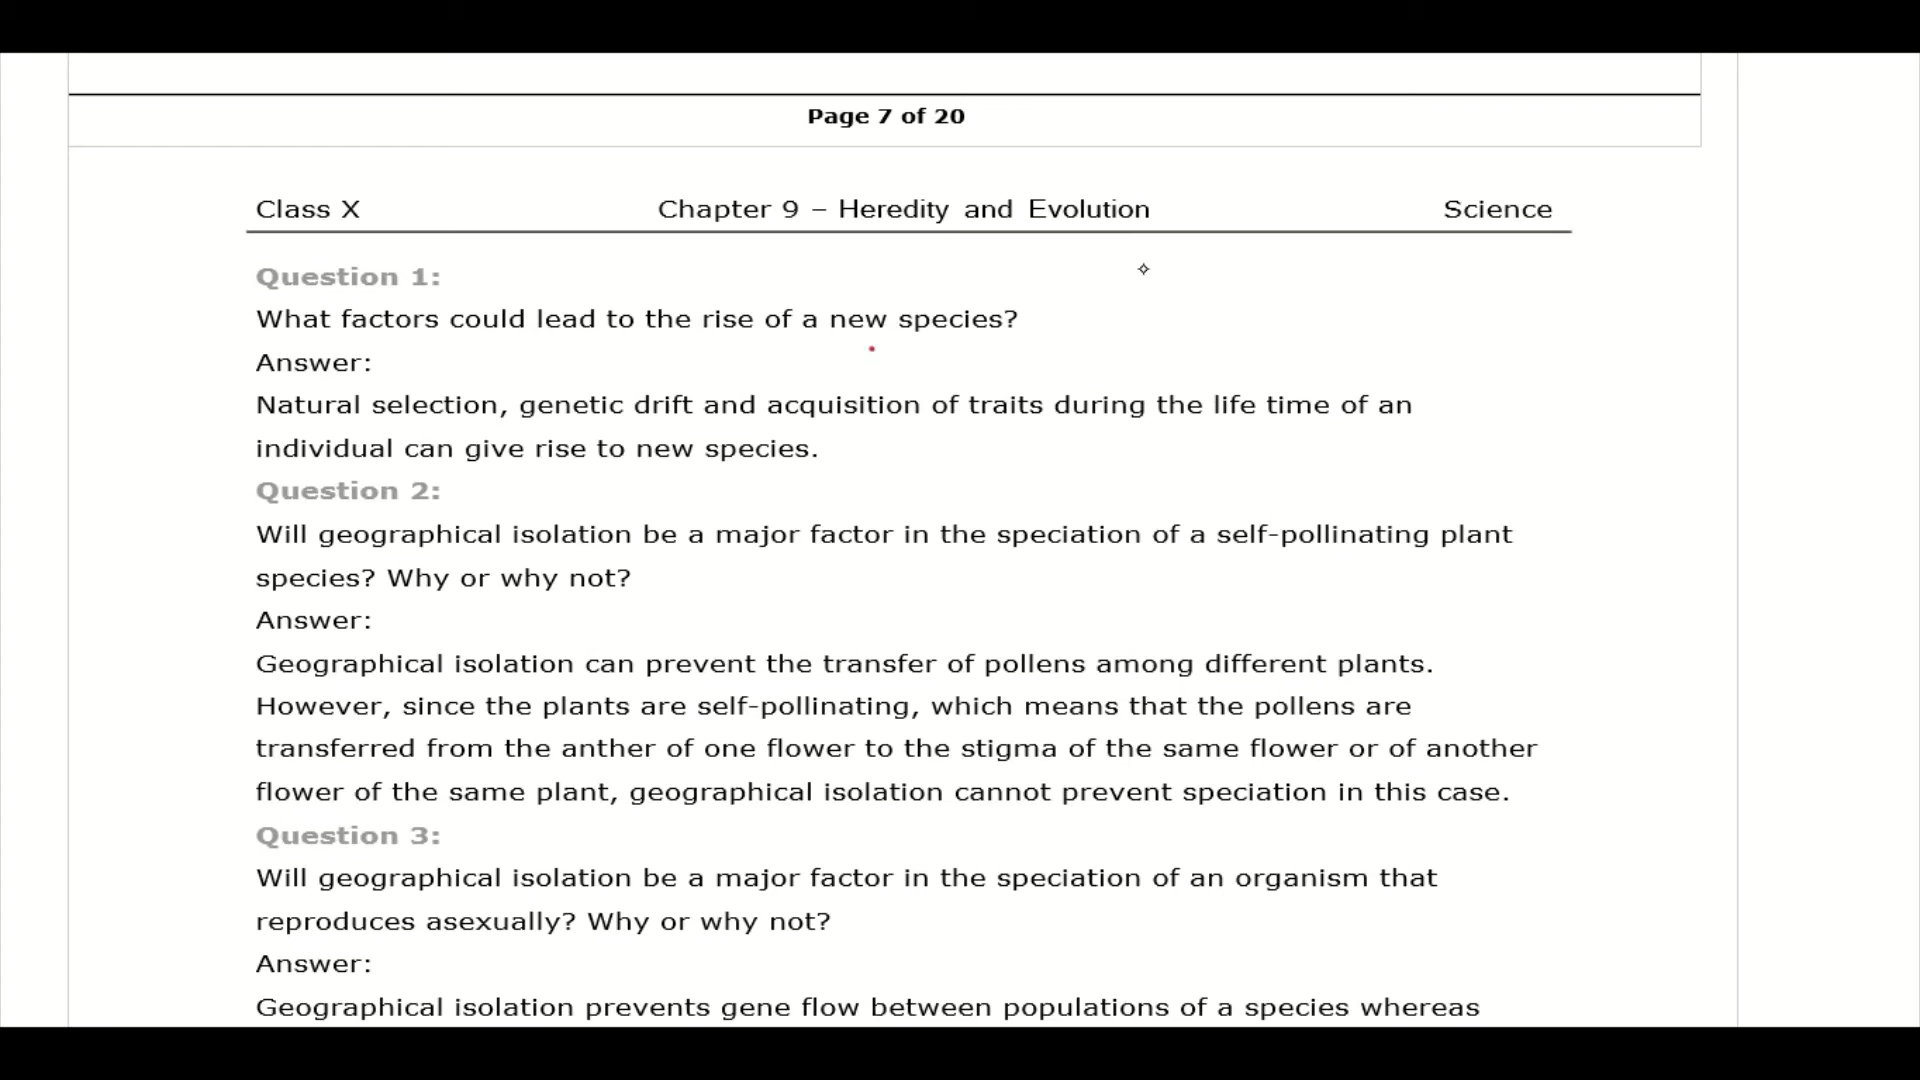 Page 7 of 20
Class X Chapter 9 – Heredity and Evolution Science
Question 1:
What factors could lead to the rise of a new species?
Answer:
Natural selection, genetic drift and acquisition of traits during the life time of an
individual can give rise to new species.
Question 2:
Will geographical isolation be a major factor in the speciation of a self-pollinating plant
species? Why or why not?
Answer:
Geographical isolation can prevent the transfer of pollens among different plants.
However, since the plants are self-pollinating, which means that the pollens are
transferred from the anther of one flower to the stigma of the same flower or of another
flower of the same plant, geographical isolation cannot prevent speciation in this case.
Question 3:
Will geographical isolation be a major factor in the speciation of an organism that
reproduces asexually? Why or why not?
Answer:
Geographical isolation prevents gene flow between populations of a species whereas